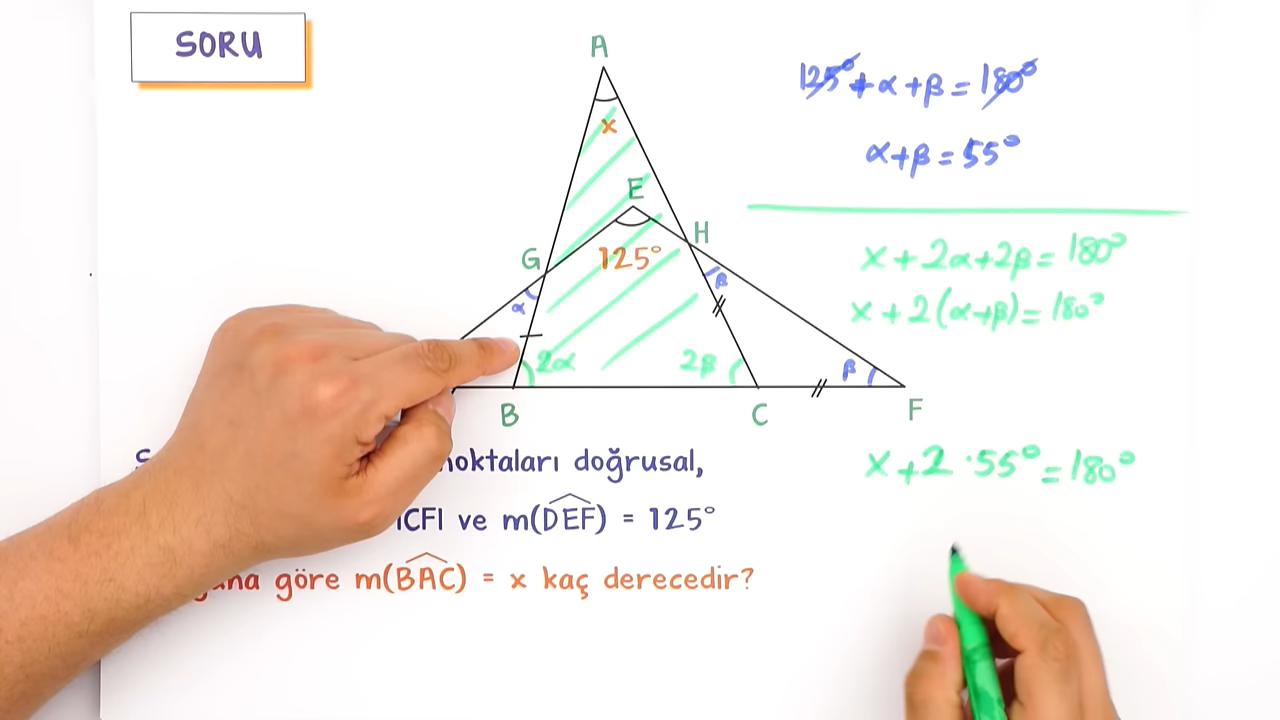 SORU
A
x
E
125°
G
H
α
β
2α
2β
β
B
C
F
125° + α + β = 180°
α + β = 55°
x + 2α + 2β = 180°
x + 2(α + β) = 180°
x + 2 · 55° = 180°
noktaları doğrusal,
ICFI ve m(DEF) = 125°
göre m(BAC) = x kaç derecedir?